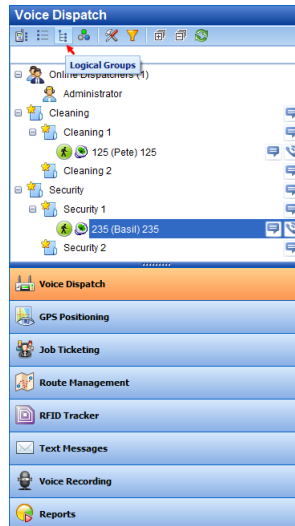 Voice Dispatch
Logical Groups
Online Dispatchers (1)
Administrator
Cleaning
Cleaning 1
125 (Pete) 125
Cleaning 2
Security
Security 1
235 (Basil) 235
Security 2
Voice Dispatch
GPS Positioning
Job Ticketing
Route Management
RFID Tracker
Text Messages
Voice Recording
Reports